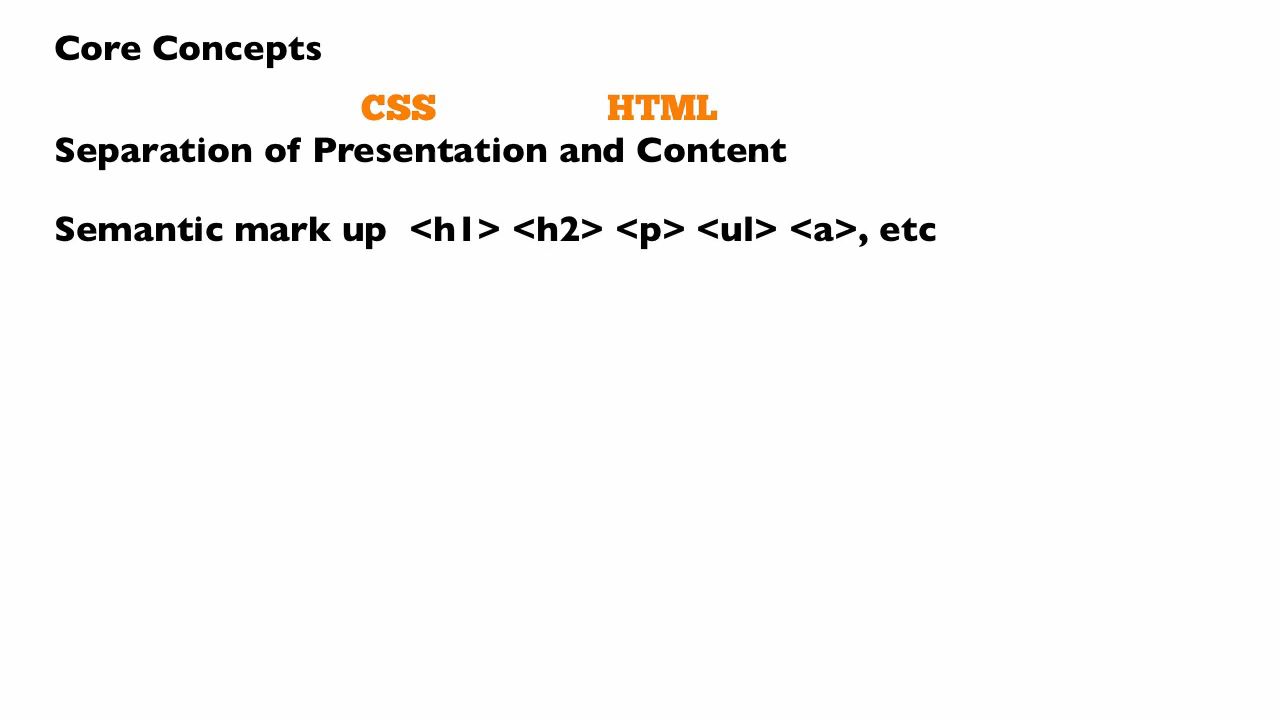 Core Concepts
CSS HTML
Separation of Presentation and Content
Semantic mark up <h1> <h2> <p> <ul> <a>, etc